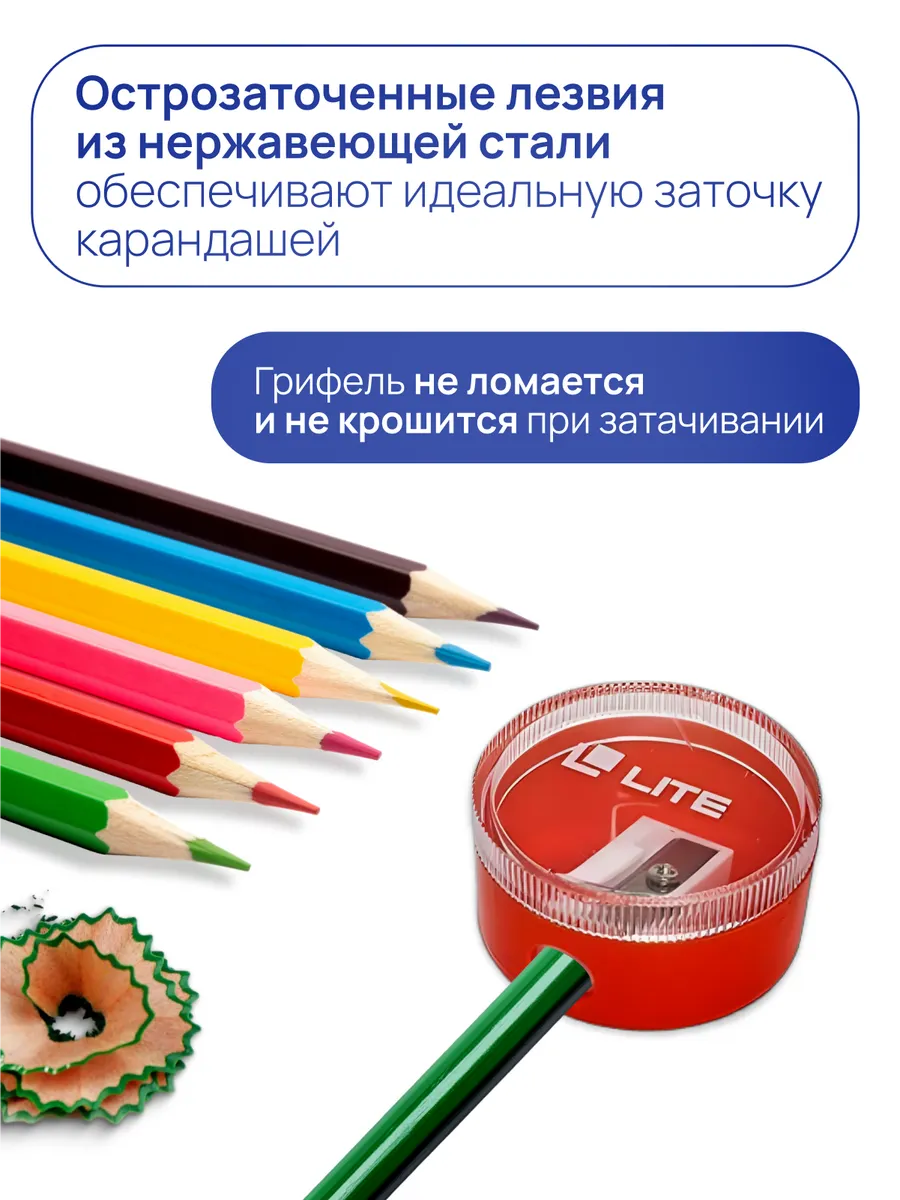 Острозаточенные лезвия
из нержавеющей стали
обеспечивают идеальную заточку
карандашей
Грифель не ломается
и не крошится при затачивании
LITE